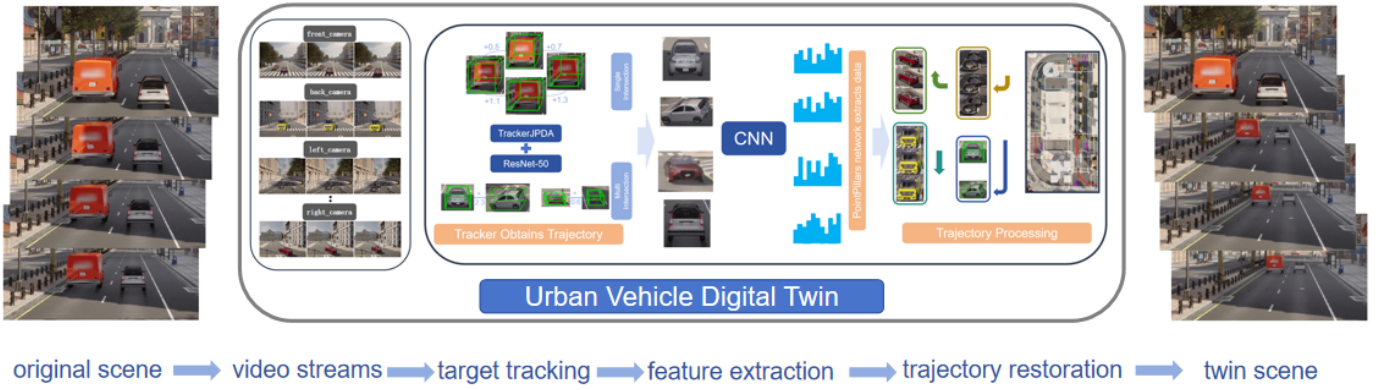 front_camera
back_camera
left_camera
right_camera
+0.5
+0.7
+1.1
+1.3
TrackerJPDA
ResNet-50
Tracker Obtains Trajectory
Single
Intersection
Multi
Intersection
CNN
PointPillars network extracts data
Trajectory Processing
Urban Vehicle Digital Twin
original scene
video streams
target tracking
feature extraction
trajectory restoration
twin scene